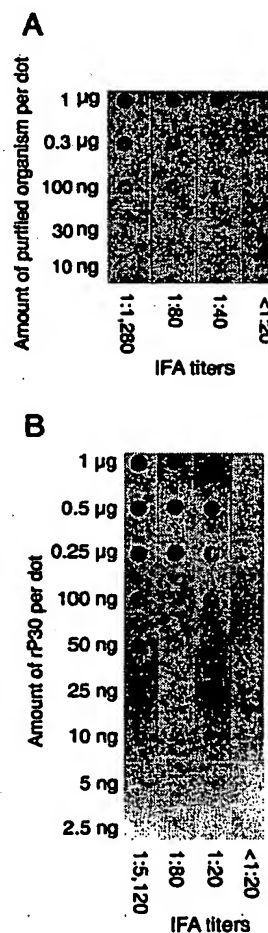 A
Amount of purified organism per dot
1 µg
0.3 µg
100 ng
30 ng
10 ng
1:1,280
1:80
1:40
<1:20
IFA titers
B
Amount of rP30 per dot
1 µg
0.5 µg
0.25 µg
100 ng
50 ng
25 ng
10 ng
5 ng
2.5 ng
1:5,120
1:80
1:20
<1:20
IFA titers